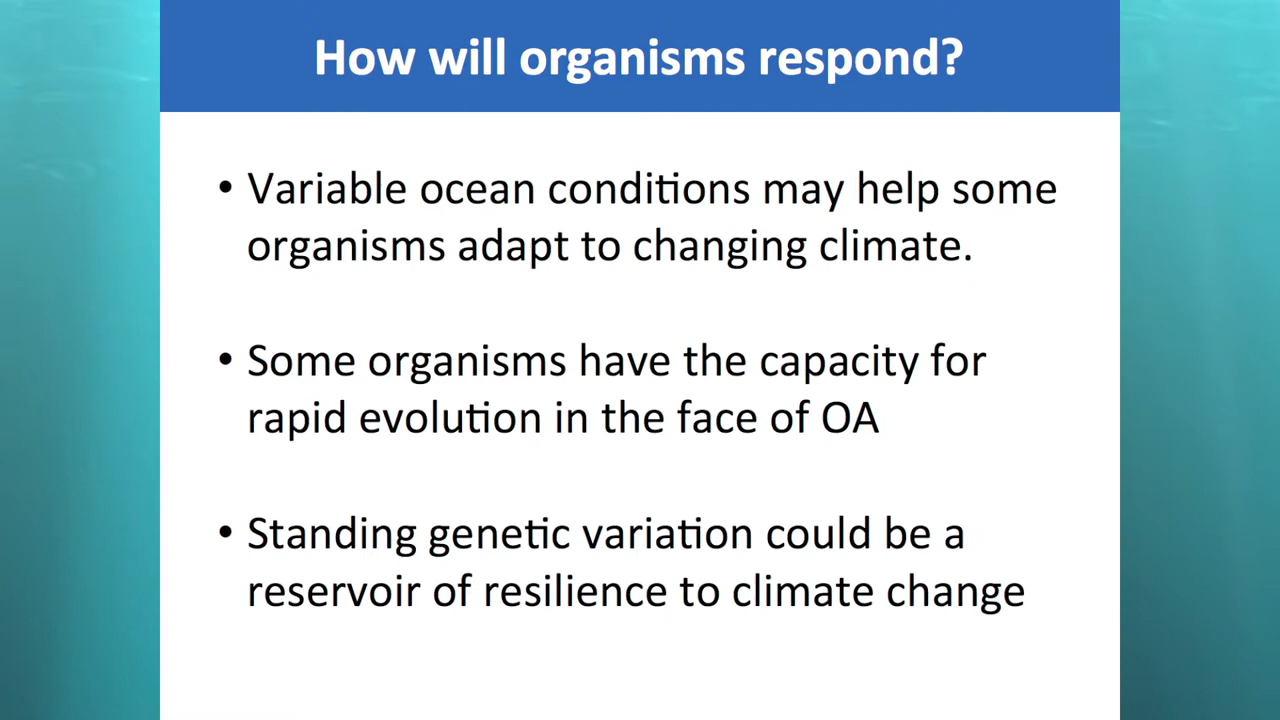 How will organisms respond?
• Variable ocean conditions may help some
organisms adapt to changing climate.
• Some organisms have the capacity for
rapid evolution in the face of OA
• Standing genetic variation could be a
reservoir of resilience to climate change